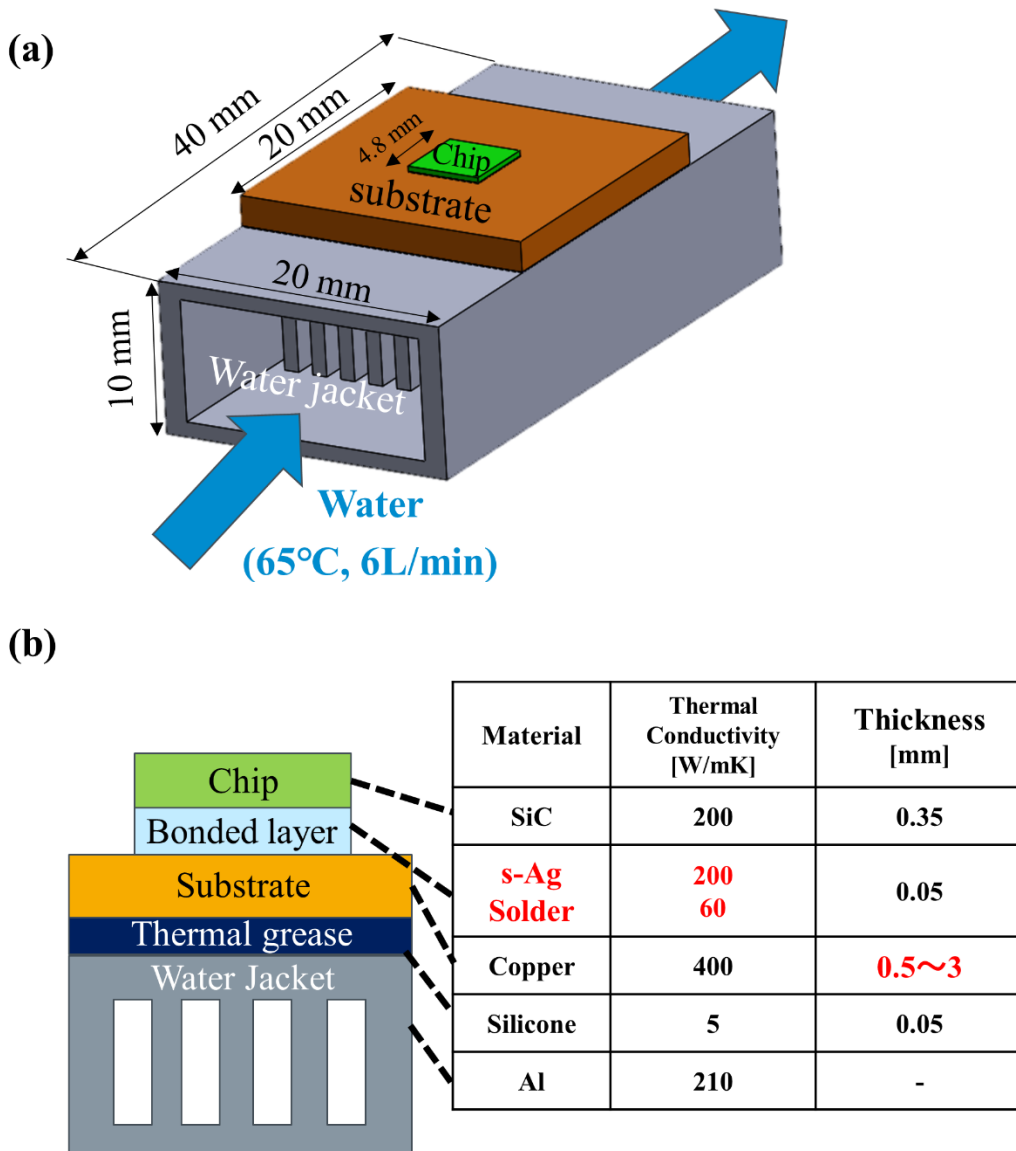 (a)
40 mm
20 mm
4.8 mm
Chip
substrate
20 mm
10 mm
Water jacket
Water
(65°C, 6L/min)
(b)
Chip
Bonded layer
Substrate
Thermal grease
Water Jacket
Material
Thermal
Conductivity
[W/mK]
Thickness
[mm]
SiC
200
0.35
s-Ag
Solder
200
60
0.05
Copper
400
0.5～3
Silicone
5
0.05
Al
210
-